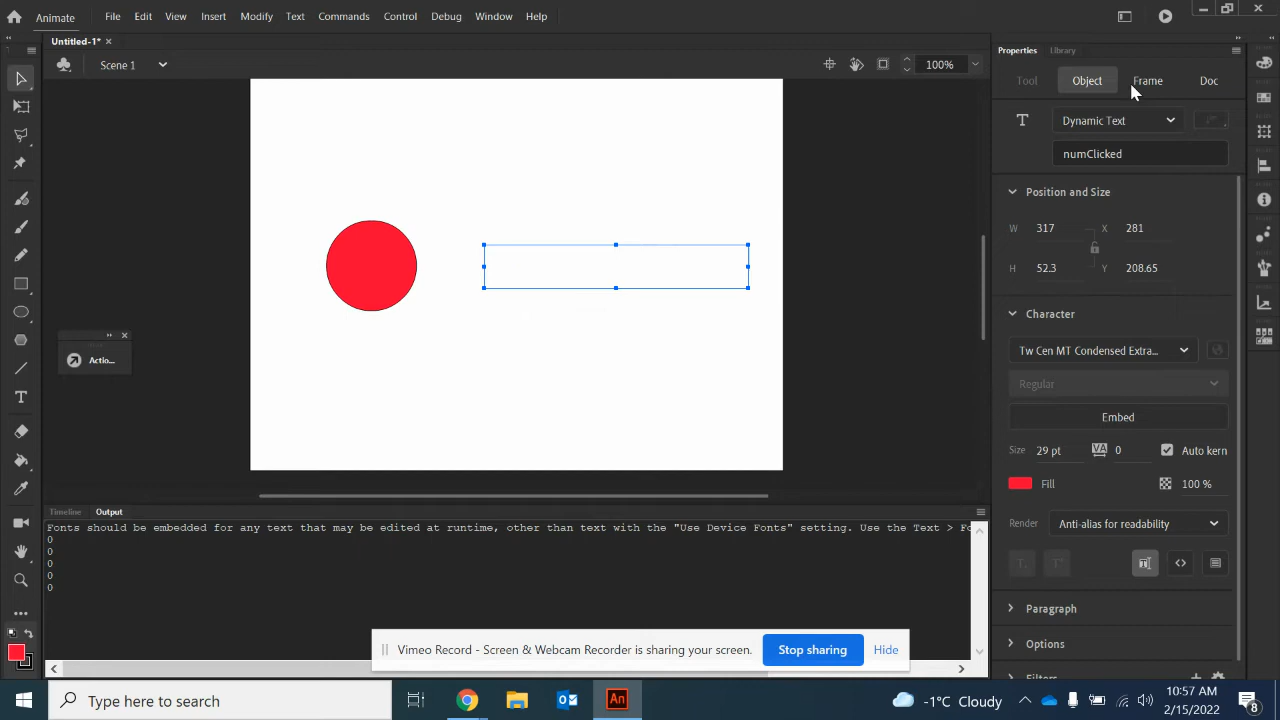 Animate
File Edit View Insert Modify Text Commands Control Debug Window Help
Untitled-1*
Scene 1
100%
Properties Library
Tool Object Frame Doc
Dynamic Text
numClicked
Position and Size
W 317 X 281
H 52.3 Y 208.65
Character
Tw Cen MT Condensed Extra...
Regular
Embed
Size 29 pt VA 0 Auto kern
Fill 100 %
Render Anti-alias for readability
Paragraph
Options
Filters
Actio...
Timeline Output
Fonts should be embedded for any text that may be edited at runtime, other than text with the "Use Device Fonts" setting. Use the Text > Fo
0
0
0
0
0
Vimeo Record - Screen & Webcam Recorder is sharing your screen. Stop sharing Hide
Type here to search
An
-1°C Cloudy
10:57 AM
2/15/2022
8